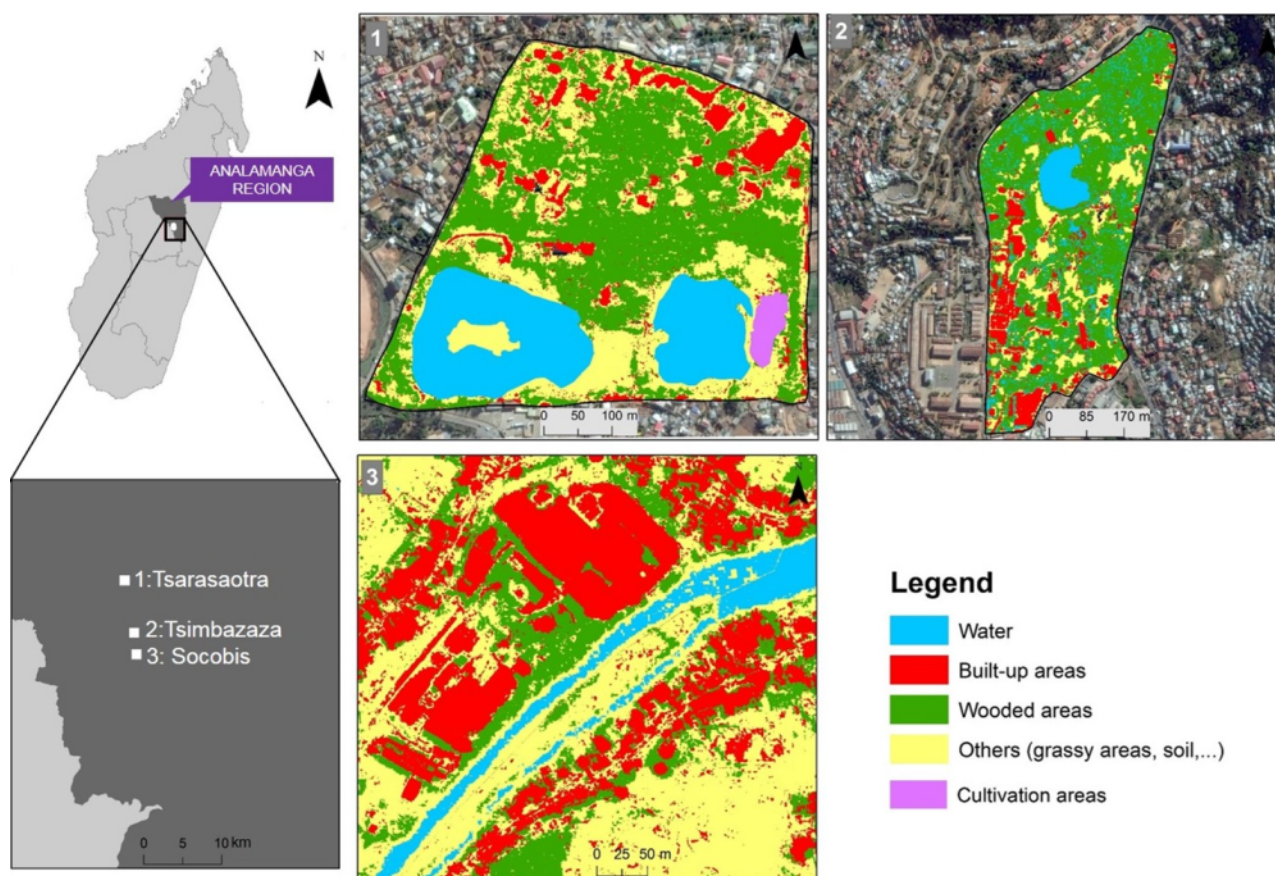 N
ANALAMANGA
REGION
1:Tsarasaotra
2:Tsimbazaza
3: Socobis
0 5 10 km
1
0 50 100 m
2
0 85 170 m
3
0 25 50 m
Legend
Water
Built-up areas
Wooded areas
Others (grassy areas, soil,...)
Cultivation areas